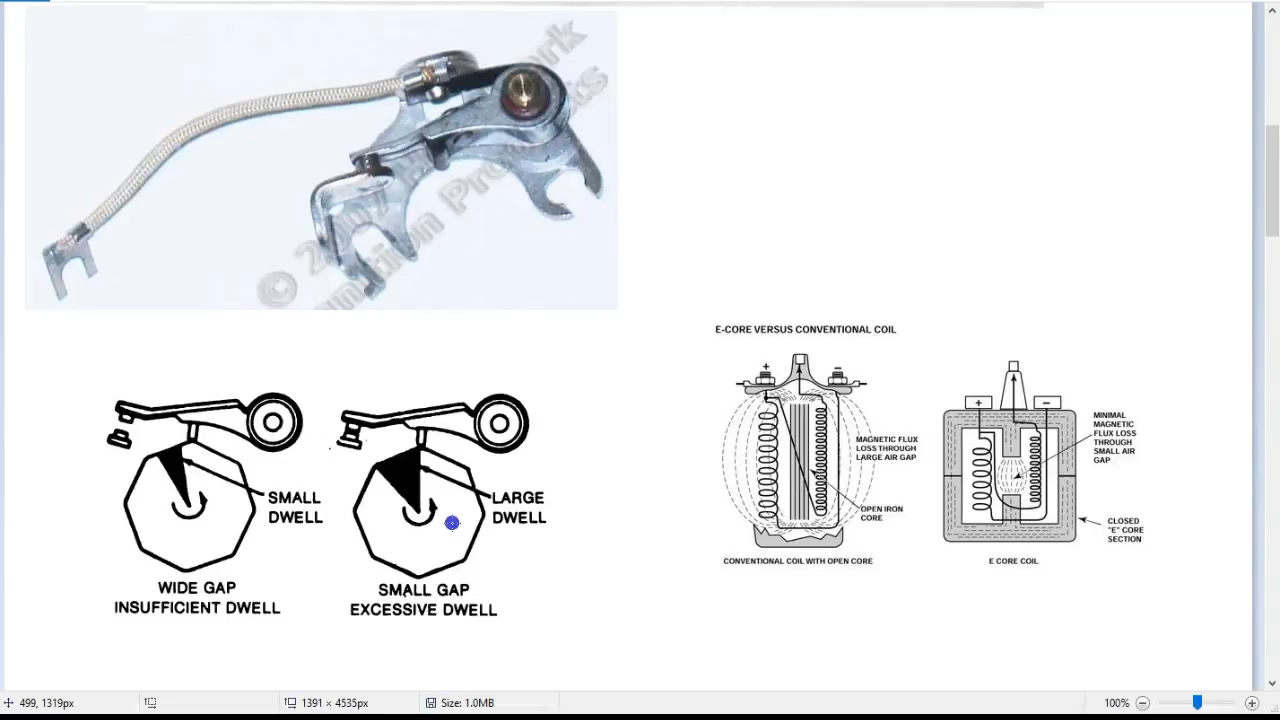 © 2007
E-CORE VERSUS CONVENTIONAL COIL
+
−
MAGNETIC FLUX
LOSS THROUGH
LARGE AIR GAP
OPEN IRON
CORE
CONVENTIONAL COIL WITH OPEN CORE
+
−
MINIMAL
MAGNETIC
FLUX LOSS
THROUGH
SMALL AIR
GAP
CLOSED
"E" CORE
SECTION
E CORE COIL
SMALL
DWELL
WIDE GAP
INSUFFICIENT DWELL
LARGE
DWELL
SMALL GAP
EXCESSIVE DWELL
499, 1319px
1391 × 4535px
Size: 1.0MB
100%